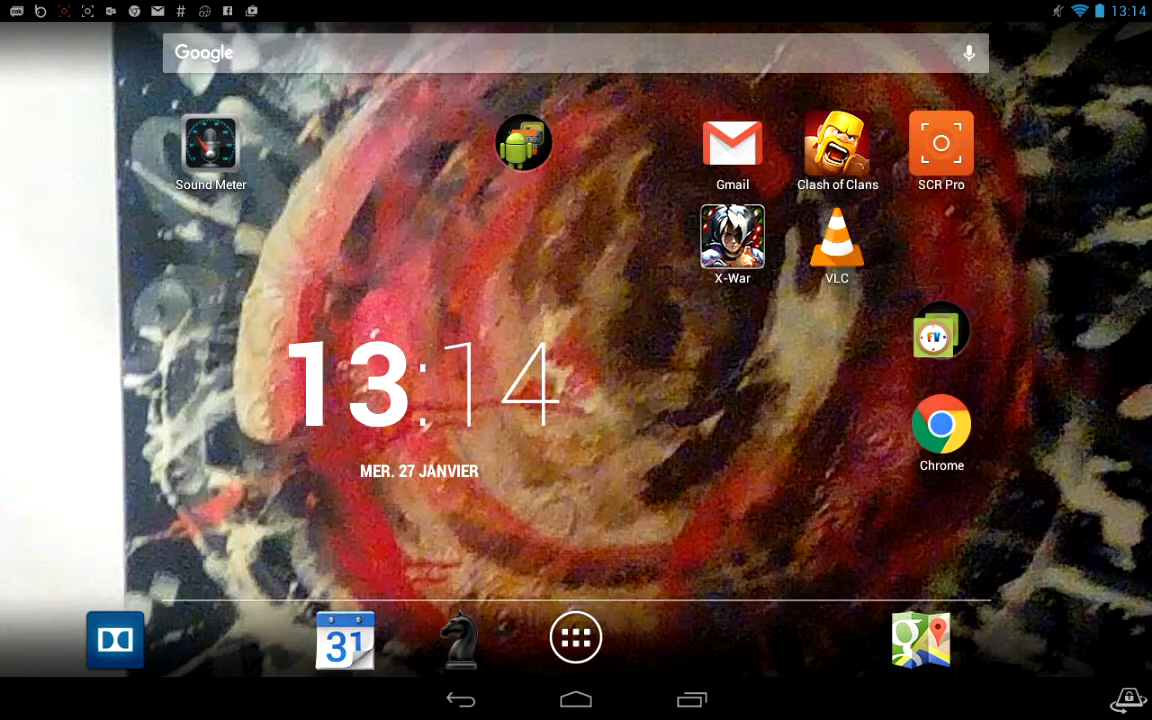 13:14
Google
Sound Meter
Gmail
Clash of Clans
SCR Pro
X-War
VLC
FV
13:14
MER. 27 JANVIER
Chrome
31
g